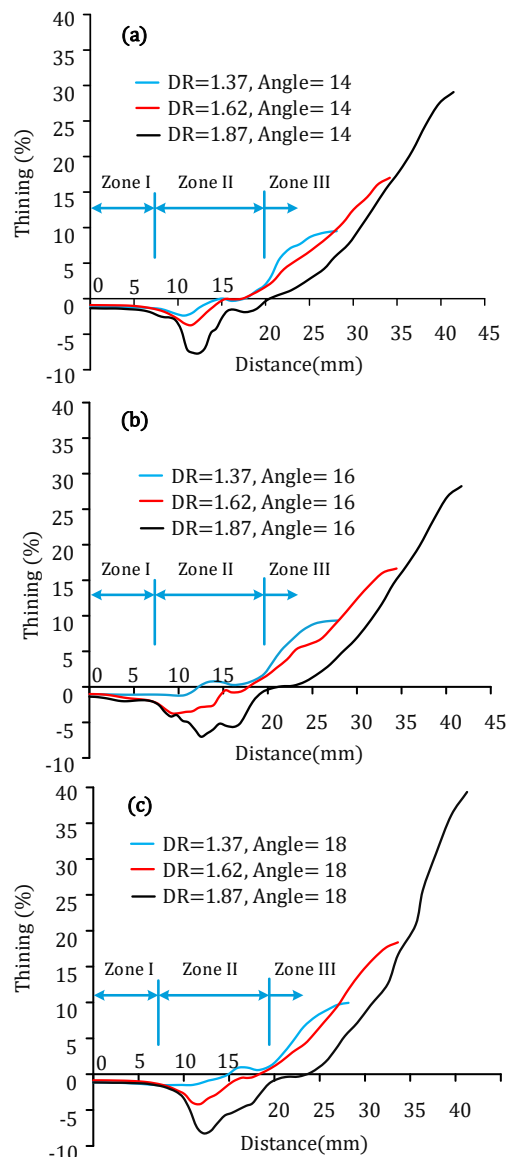 40
(a)
35
DR=1.37, Angle= 14
30
DR=1.62, Angle= 14
25
DR=1.87, Angle= 14
20
Thining (%)
Zone I Zone II Zone III
15
10
5
0 5 10 15
0
20 25 30 35 40 45
-5
Distance(mm)
-10
40
(b)
35
DR=1.37, Angle= 16
30
DR=1.62, Angle= 16
25
DR=1.87, Angle= 16
20
Thining (%)
Zone I Zone II Zone III
15
10
5
0 5 10 15
0
20 25 30 35 40 45
-5
Distance(mm)
-10
40
(c)
35
DR=1.37, Angle= 18
30
DR=1.62, Angle= 18
25
DR=1.87, Angle= 18
20
Thining (%)
Zone I Zone II Zone III
15
10
5
0 5 10 15
0
20 25 30 35 40
-5
Distance(mm)
-10